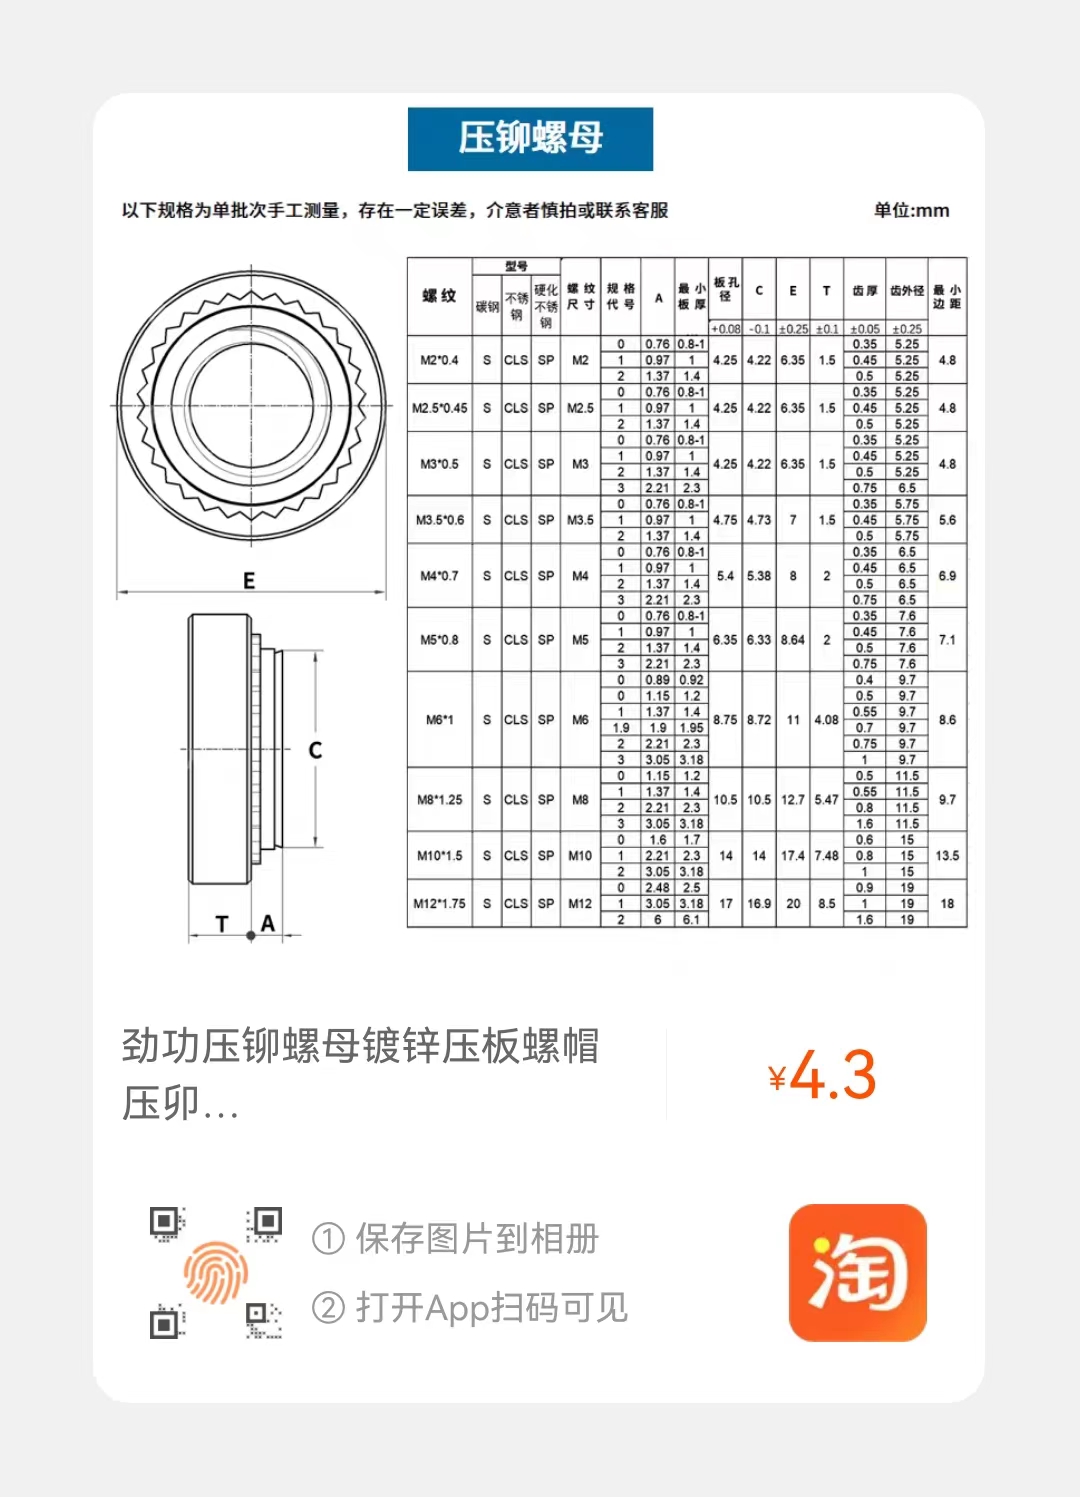 压铆螺母
以下规格为单批次手工测量，存在一定误差，介意者慎拍或联系客服 单位:mm
螺纹 型号 螺纹尺寸 规格代号 A 最小板厚 板孔径 C E T 齿厚 齿外径 最小边距
碳钢 不锈钢 硬化不锈钢
+0.08 -0.1 ±0.25 ±0.1 ±0.05 ±0.25
M2*0.4 S CLS SP M2 0 0.76 0.8-1 4.25 4.22 6.35 1.5 0.35 5.25 4.8
1 0.97 1 0.45 5.25
2 1.37 1.4 0.5 5.25
M2.5*0.45 S CLS SP M2.5 0 0.76 0.8-1 4.25 4.22 6.35 1.5 0.35 5.25 4.8
1 0.97 1 0.45 5.25
2 1.37 1.4 0.5 5.25
M3*0.5 S CLS SP M3 0 0.76 0.8-1 4.25 4.22 6.35 1.5 0.35 5.25 4.8
1 0.97 1 0.45 5.25
2 1.37 1.4 0.5 5.25
3 2.21 2.3 0.75 6.5
M3.5*0.6 S CLS SP M3.5 0 0.76 0.8-1 4.75 4.73 7 1.5 0.35 5.75 5.6
1 0.97 1 0.45 5.75
2 1.37 1.4 0.5 5.75
M4*0.7 S CLS SP M4 0 0.76 0.8-1 5.4 5.38 8 2 0.35 6.5 6.9
1 0.97 1 0.45 6.5
2 1.37 1.4 0.5 6.5
3 2.21 2.3 0.75 6.5
M5*0.8 S CLS SP M5 0 0.76 0.8-1 6.35 6.33 8.64 2 0.35 7.6 7.1
1 0.97 1 0.45 7.6
2 1.37 1.4 0.5 7.6
3 2.21 2.3 0.75 7.6
M6*1 S CLS SP M6 0 0.89 0.92 8.75 8.72 11 4.08 0.4 9.7 8.6
0 1.15 1.2 0.5 9.7
1 1.37 1.4 0.55 9.7
1.9 1.9 1.95 0.7 9.7
2 2.21 2.3 0.75 9.7
3 3.05 3.18 1 9.7
M8*1.25 S CLS SP M8 0 1.15 1.2 10.5 10.5 12.7 5.47 0.5 11.5 9.7
1 1.37 1.4 0.55 11.5
2 2.21 2.3 0.8 11.5
3 3.05 3.18 1.6 11.5
M10*1.5 S CLS SP M10 0 1.6 1.7 14 14 17.4 7.48 0.6 15 13.5
1 2.21 2.3 0.8 15
2 3.05 3.18 1 15
M12*1.75 S CLS SP M12 0 2.48 2.5 17 16.9 20 8.5 0.9 19 18
1 3.05 3.18 1 19
2 6 6.1 1.6 19
E
C
T A
劲功压铆螺母镀锌压板螺帽
压卯...
¥4.3
① 保存图片到相册
② 打开App扫码可见
淘